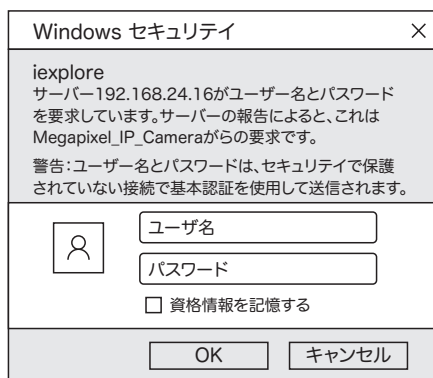 Windows セキュリテイ
iexplore
サーバー192.168.24.16がユーザー名とパスワード
を要求しています。サーバーの報告によると、これは
Megapixel_IP_Cameraがらの要求です。
警告：ユーザー名とパスワードは、セキュリテイで保護
されていない接続で基本認証を使用して送信されます。
ユーザ名
パスワード
資格情報を記憶する
OK
キャンセル